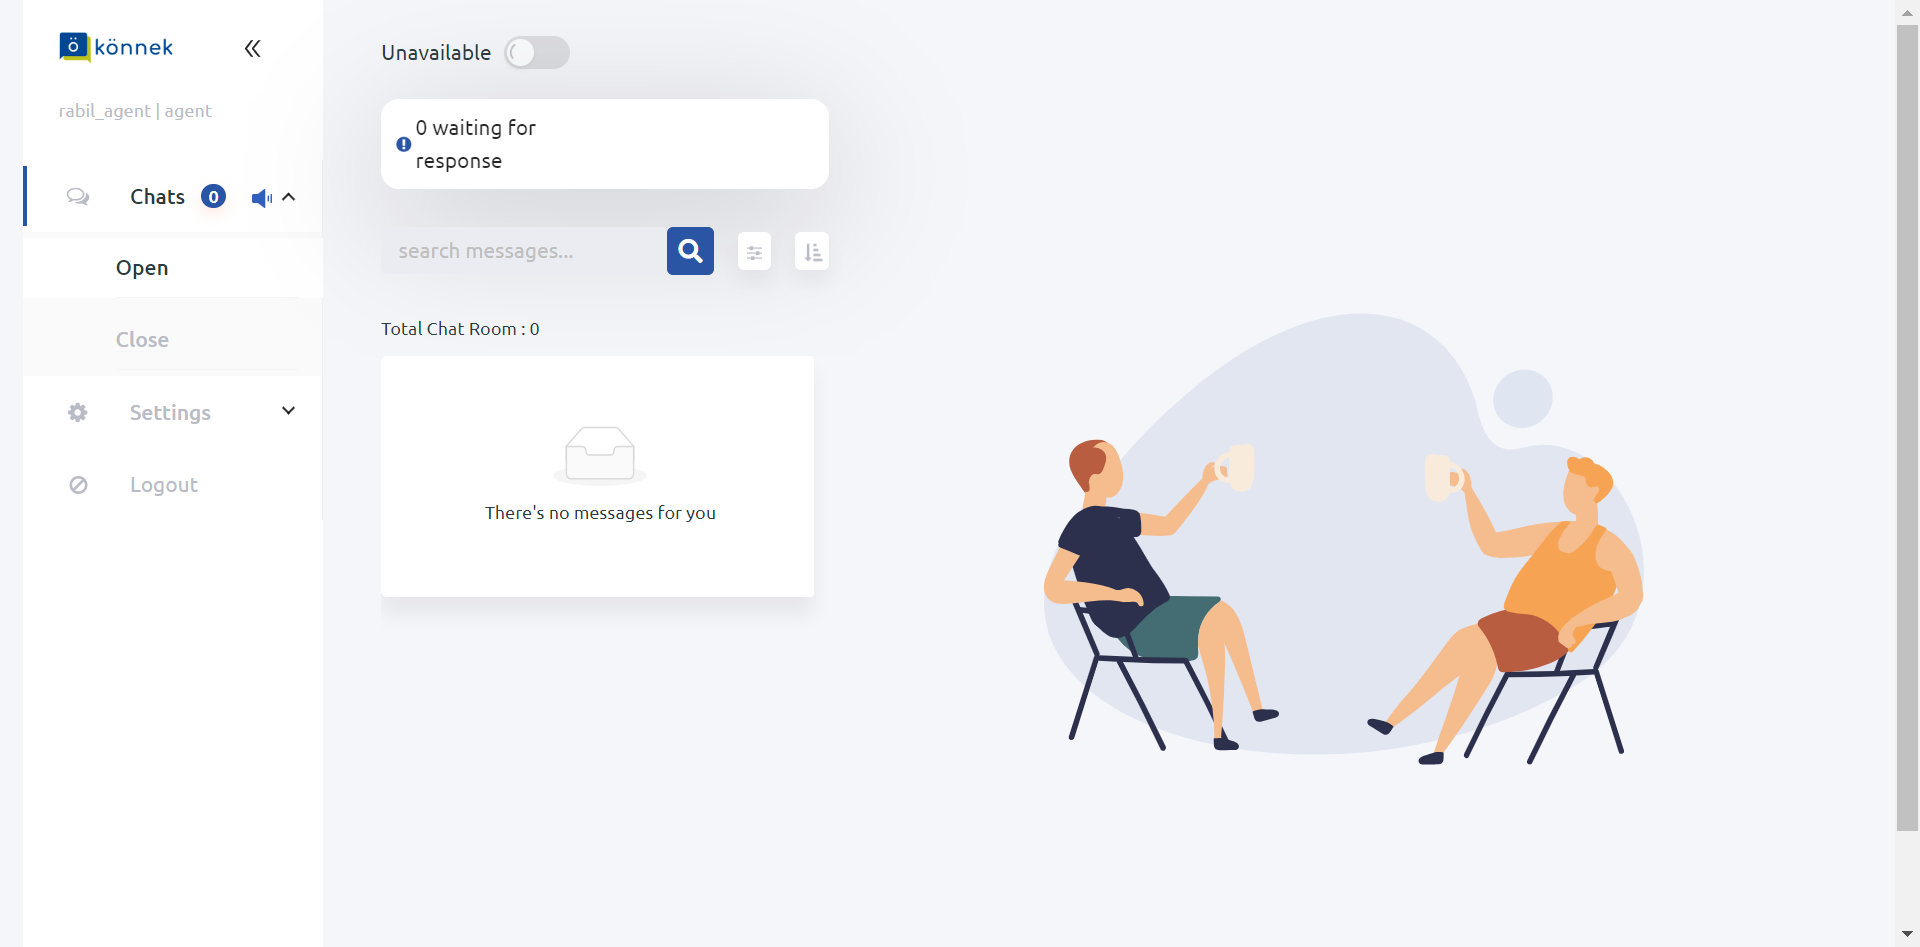 ö könnek
rabil_agent | agent
Chats 0
Open
Close
Settings
Logout
Unavailable
0 waiting for
response
search messages...
Total Chat Room : 0
There's no messages for you